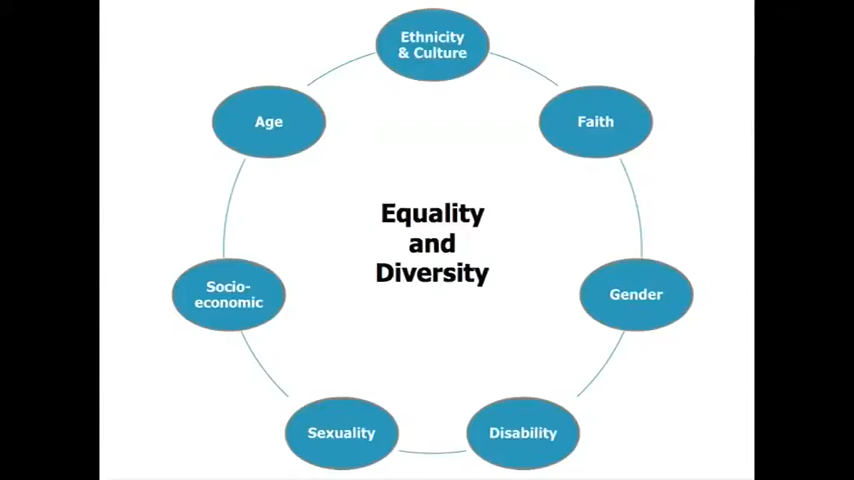 Ethnicity
& Culture
Age
Faith
Equality
and
Diversity
Socio-
economic
Gender
Sexuality
Disability